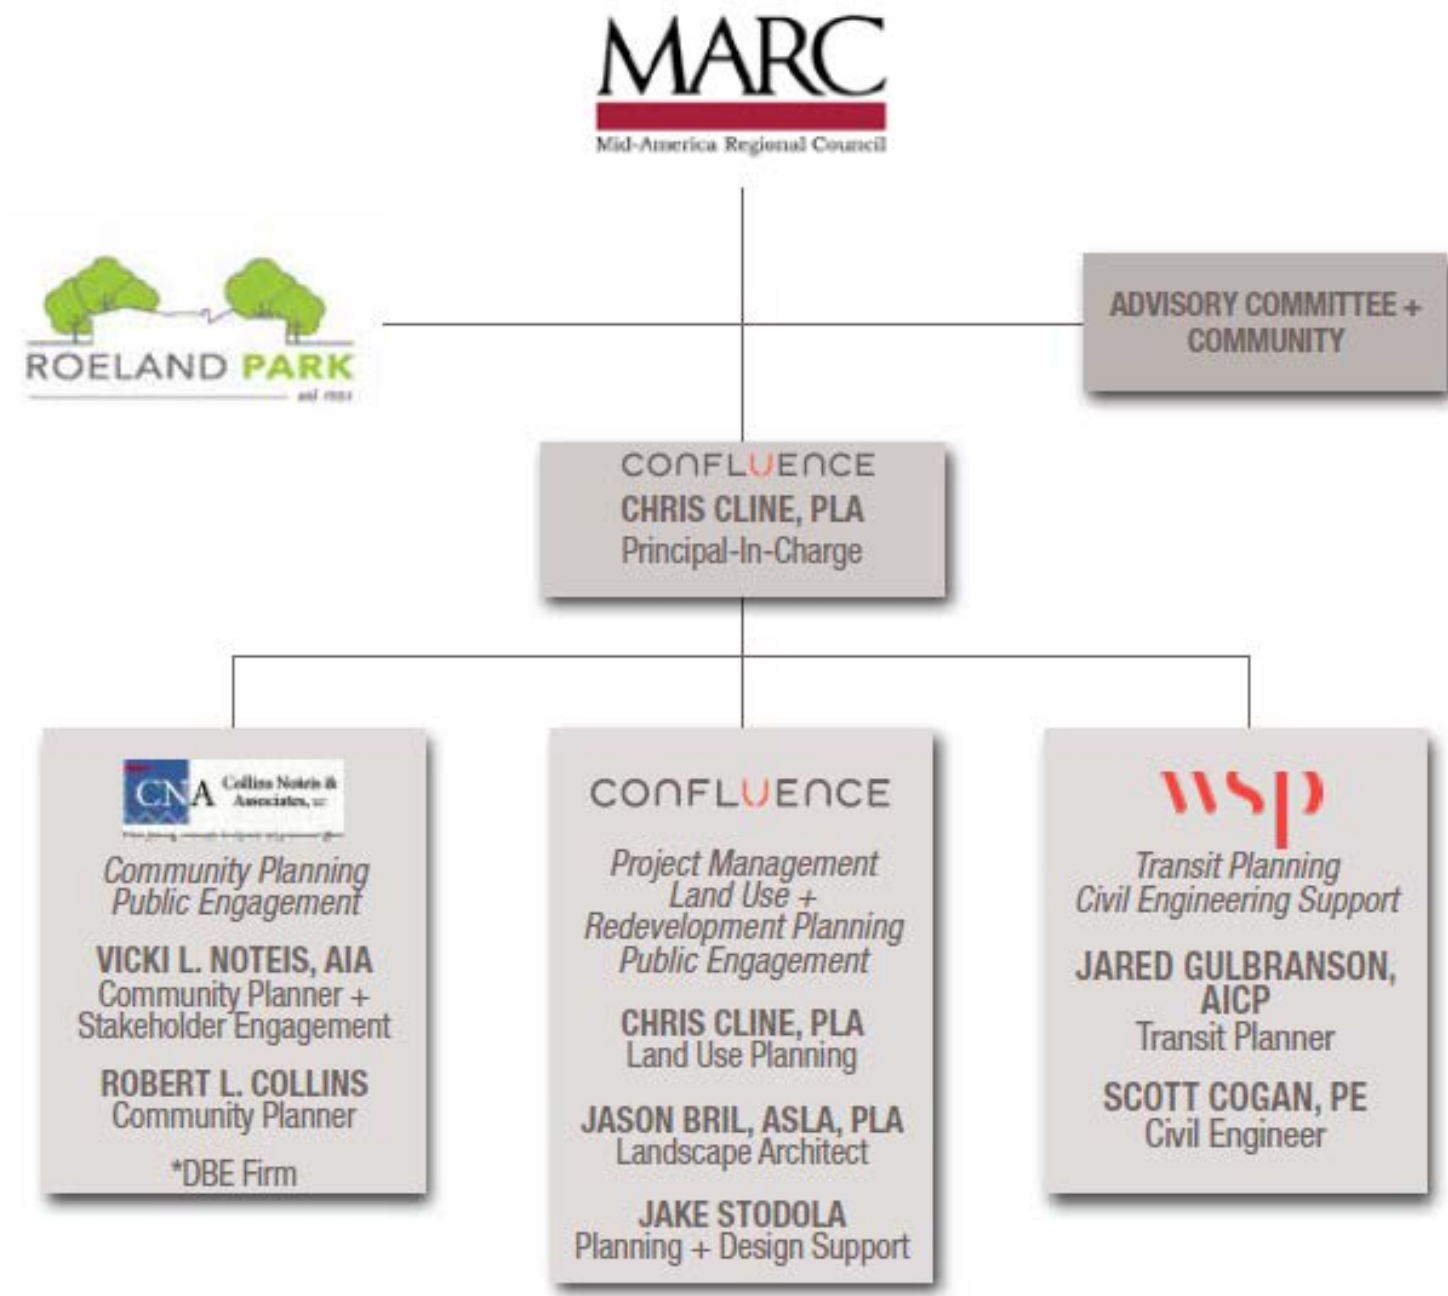 MARC
Mid-America Regional Council
ROELAND PARK
ADVISORY COMMITTEE +
COMMUNITY
CONFLUENCE
CHRIS CLINE, PLA
Principal-In-Charge
CNA
Collins Noteis &
Associates, LLC
Community Planning
Public Engagement
VICKI L. NOTEIS, AIA
Community Planner +
Stakeholder Engagement
ROBERT L. COLLINS
Community Planner
*DBE Firm
CONFLUENCE
Project Management
Land Use +
Redevelopment Planning
Public Engagement
CHRIS CLINE, PLA
Land Use Planning
JASON BRIL, ASLA, PLA
Landscape Architect
JAKE STODOLA
Planning + Design Support
wsp
Transit Planning
Civil Engineering Support
JARED GULBRANSON,
AICP
Transit Planner
SCOTT COGAN, PE
Civil Engineer